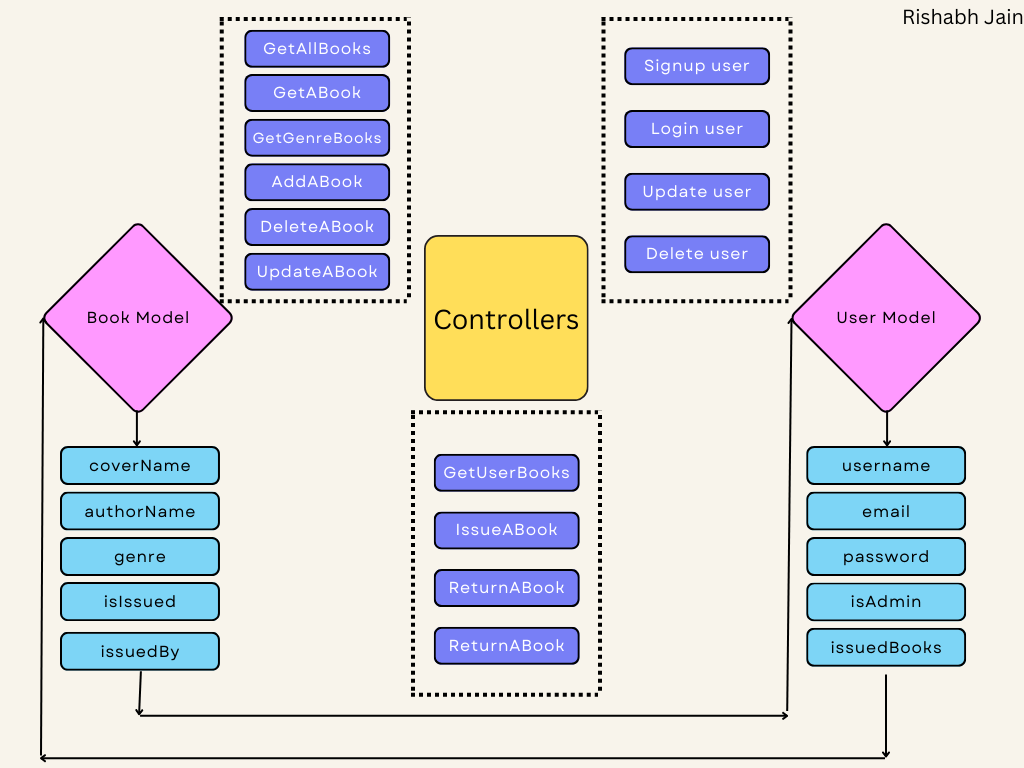 Rishabh Jain
GetAllBooks
GetABook
GetGenreBooks
AddABook
DeleteABook
UpdateABook
Signup user
Login user
Update user
Delete user
Book Model
Controllers
User Model
coverName
authorName
genre
isIssued
issuedBy
GetUserBooks
IssueABook
ReturnABook
ReturnABook
username
email
password
isAdmin
issuedBooks